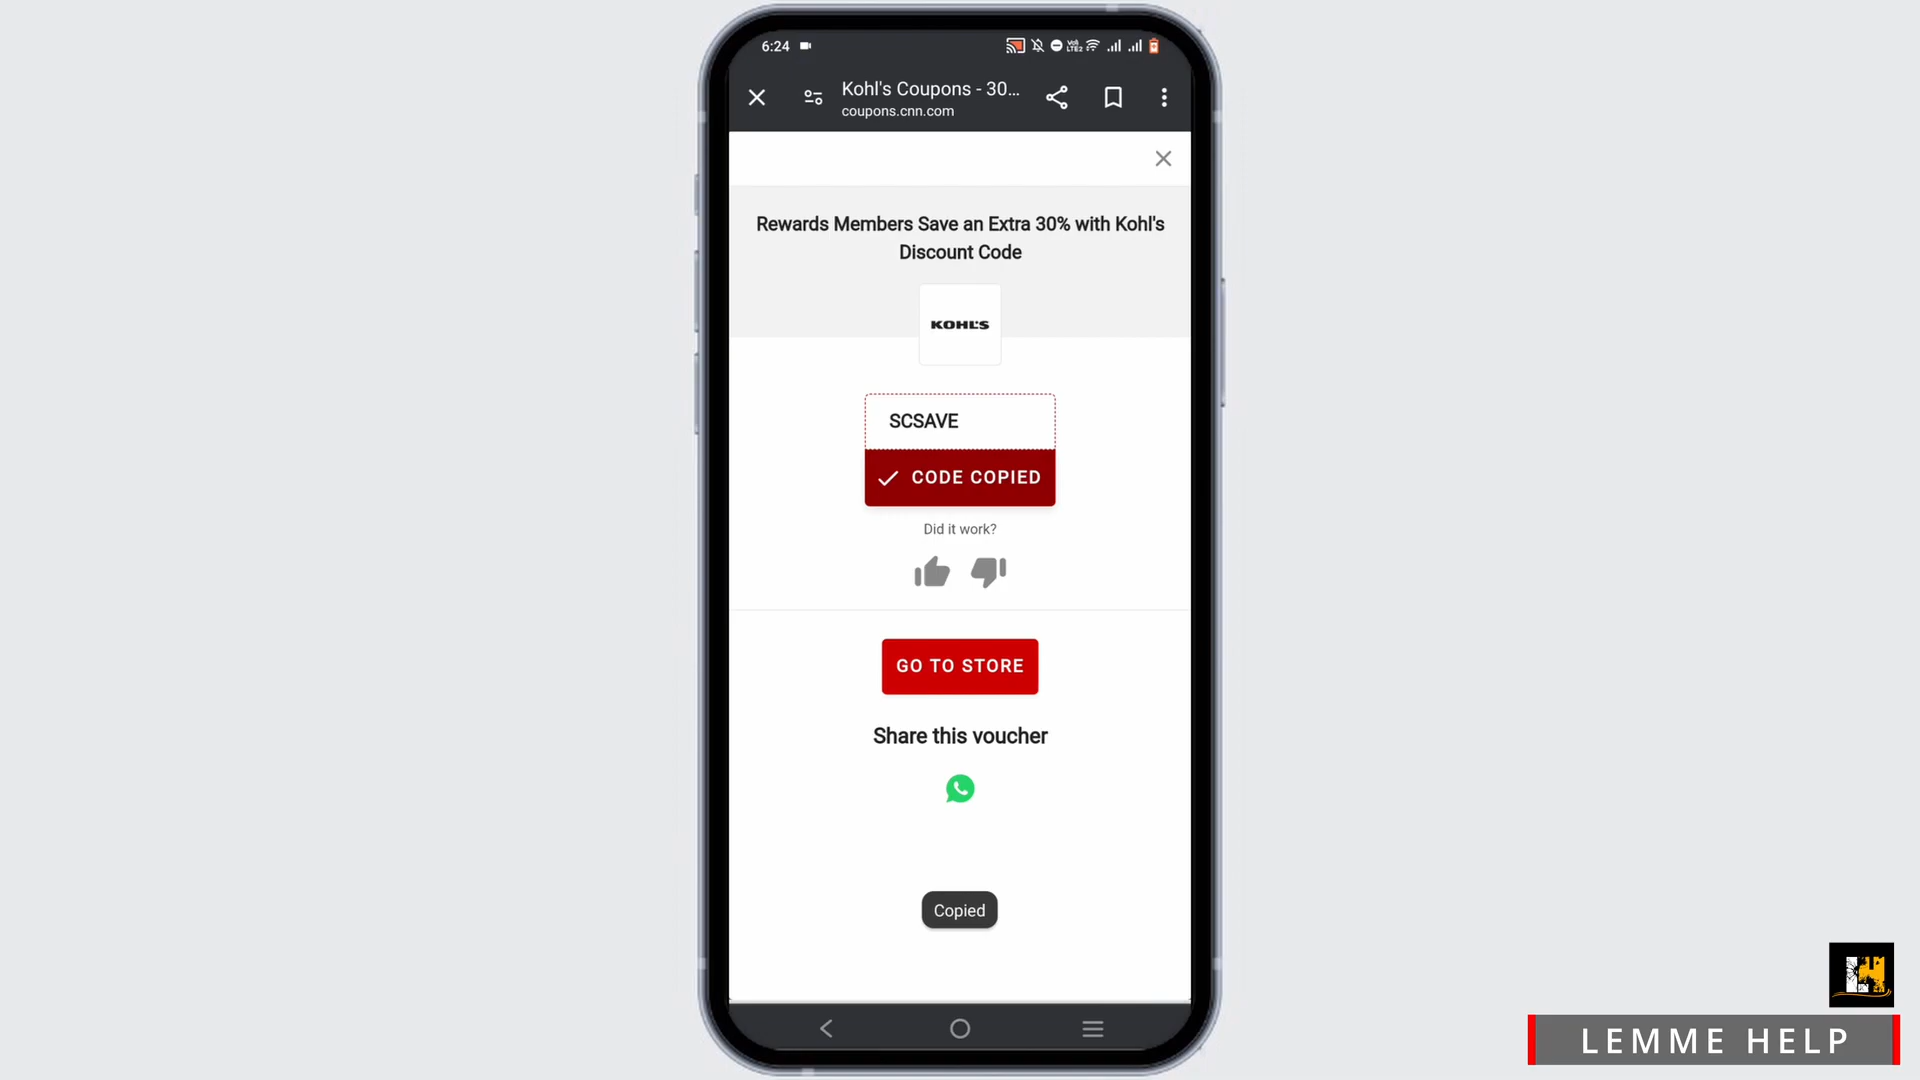 6:24
Kohl's Coupons - 30...
coupons.cnn.com
Rewards Members Save an Extra 30% with Kohl's
Discount Code
KOHL'S
SCSAVE
CODE COPIED
Did it work?
GO TO STORE
Share this voucher
Copied
LEMME HELP